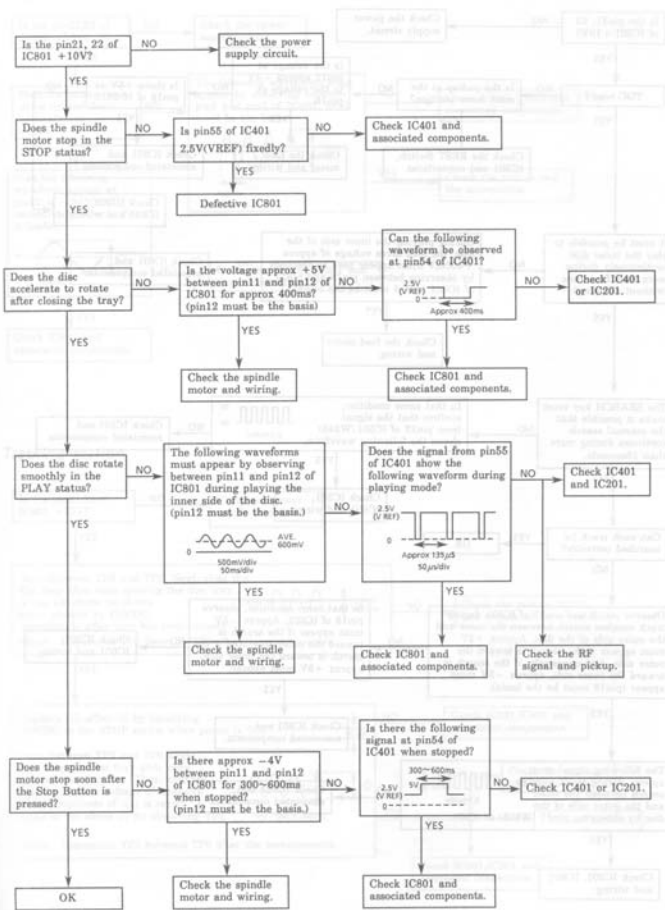 Is the pin21, 22 of
IC801 +10V?
NO
Check the power
supply circuit.
YES
Does the spindle
motor stop in the
STOP status?
NO
Is pin55 of IC401
2.5V(VREF) fixedly?
NO
Check IC401 and
associated components.
YES
YES
Defective IC801
Does the disc
accelerate to rotate
after closing the tray?
NO
Is the voltage approx +5V
between pin11 and pin12 of
IC801 for approx 400ms?
(pin12 must be the basis)
NO
Can the following
waveform be observed
at pin54 of IC401?
2.5V
(V REF)
0
Approx 400ms
NO
Check IC401
or IC201.
YES
YES
YES
Check the spindle
motor and wiring.
Check IC801 and
associated components.
Does the disc rotate
smoothly in the
PLAY status?
NO
The following waveforms
must appear by observing
between pin11 and pin12 of
IC801 during playing the
inner side of the disc.
(pin12 must be the basis.)
AVE.
600mV
0
500mV/div
50ms/div
NO
Does the signal from pin55
of IC401 show the
following waveform during
playing mode?
2.5V
(V REF)
0
Approx 135μS
50μs/div
NO
Check IC401
and IC201.
YES
YES
YES
Check the spindle
motor and wiring.
Check IC801 and
associated components.
Check the RF
signal and pickup.
Does the spindle
motor stop soon after
the Stop Button is
pressed?
NO
Is there approx −4V
between pin11 and pin12
of IC801 for 300~600ms
when stopped?
(pin12 must be the basis.)
NO
Is there the following
signal at pin54 of
IC401 when stopped?
300~600ms
5V
2.5V
(V REF)
0
NO
Check IC401 or IC201.
YES
YES
YES
OK
Check the spindle
motor and wiring.
Check IC801 and
associated components.